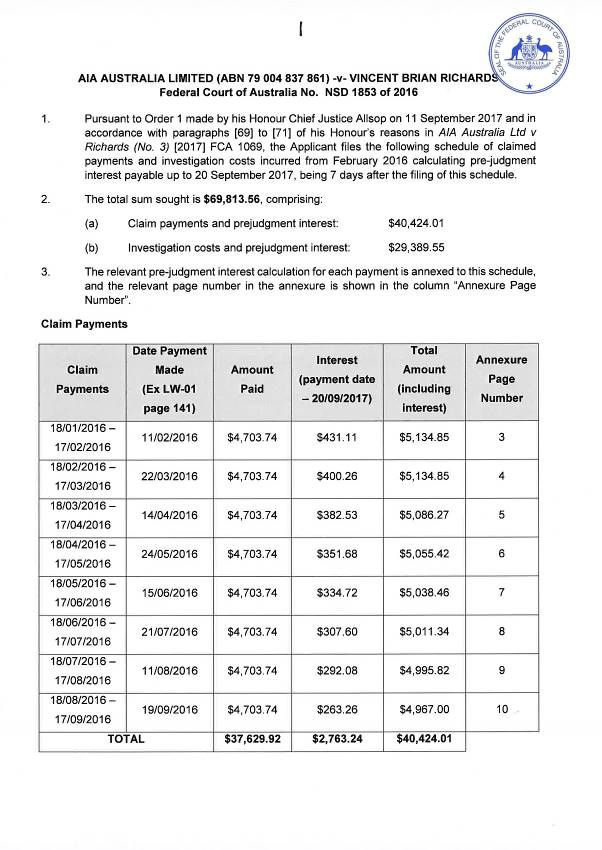 1
SEAL OF THE FEDERAL COURT OF AUSTRALIA
AUSTRALIA
AIA AUSTRALIA LIMITED (ABN 79 004 837 861) -v- VINCENT BRIAN RICHARDS
Federal Court of Australia No. NSD 1853 of 2016
1. Pursuant to Order 1 made by his Honour Chief Justice Allsop on 11 September 2017 and in
accordance with paragraphs [69] to [71] of his Honour's reasons in AIA Australia Ltd v
Richards (No. 3) [2017] FCA 1069, the Applicant files the following schedule of claimed
payments and investigation costs incurred from February 2016 calculating pre-judgment
interest payable up to 20 September 2017, being 7 days after the filing of this schedule.
2. The total sum sought is $69,813.56, comprising:
(a) Claim payments and prejudgment interest: $40,424.01
(b) Investigation costs and prejudgment interest: $29,389.55
3. The relevant pre-judgment interest calculation for each payment is annexed to this schedule,
and the relevant page number in the annexure is shown in the column "Annexure Page
Number".
Claim Payments
Claim Payments | Date Payment Made (Ex LW-01 page 141) | Amount Paid | Interest (payment date – 20/09/2017) | Total Amount (including interest) | Annexure Page Number
18/01/2016 – 17/02/2016 | 11/02/2016 | $4,703.74 | $431.11 | $5,134.85 | 3
18/02/2016 – 17/03/2016 | 22/03/2016 | $4,703.74 | $400.26 | $5,134.85 | 4
18/03/2016 – 17/04/2016 | 14/04/2016 | $4,703.74 | $382.53 | $5,086.27 | 5
18/04/2016 – 17/05/2016 | 24/05/2016 | $4,703.74 | $351.68 | $5,055.42 | 6
18/05/2016 – 17/06/2016 | 15/06/2016 | $4,703.74 | $334.72 | $5,038.46 | 7
18/06/2016 – 17/07/2016 | 21/07/2016 | $4,703.74 | $307.60 | $5,011.34 | 8
18/07/2016 – 17/08/2016 | 11/08/2016 | $4,703.74 | $292.08 | $4,995.82 | 9
18/08/2016 – 17/09/2016 | 19/09/2016 | $4,703.74 | $263.26 | $4,967.00 | 10
TOTAL | $37,629.92 | $2,763.24 | $40,424.01